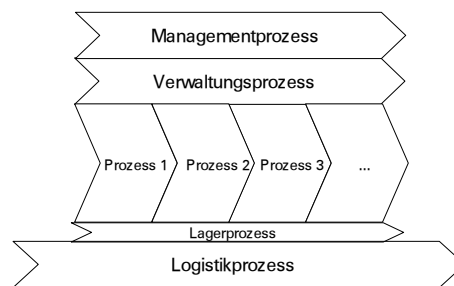 Managementprozess
Verwaltungsprozess
Prozess 1 Prozess 2 Prozess 3 ...
Lagerprozess
Logistikprozess